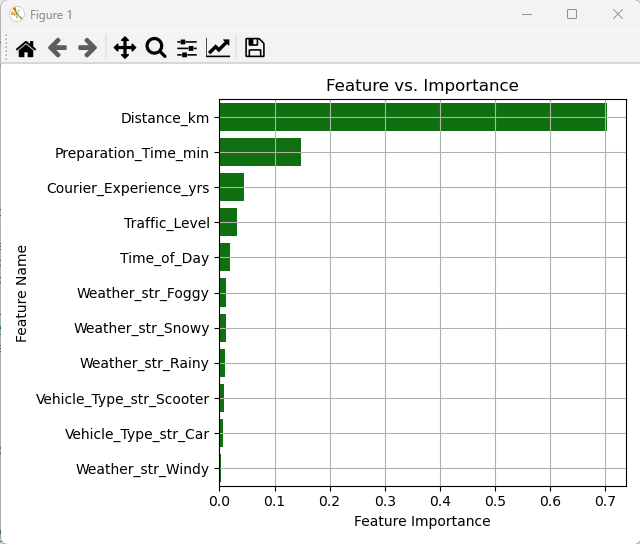 Figure 1
Feature vs. Importance
Distance_km
Preparation_Time_min
Courier_Experience_yrs
Traffic_Level
Time_of_Day
Weather_str_Foggy
Weather_str_Snowy
Weather_str_Rainy
Vehicle_Type_str_Scooter
Vehicle_Type_str_Car
Weather_str_Windy
Feature Name
0.0 0.1 0.2 0.3 0.4 0.5 0.6 0.7
Feature Importance